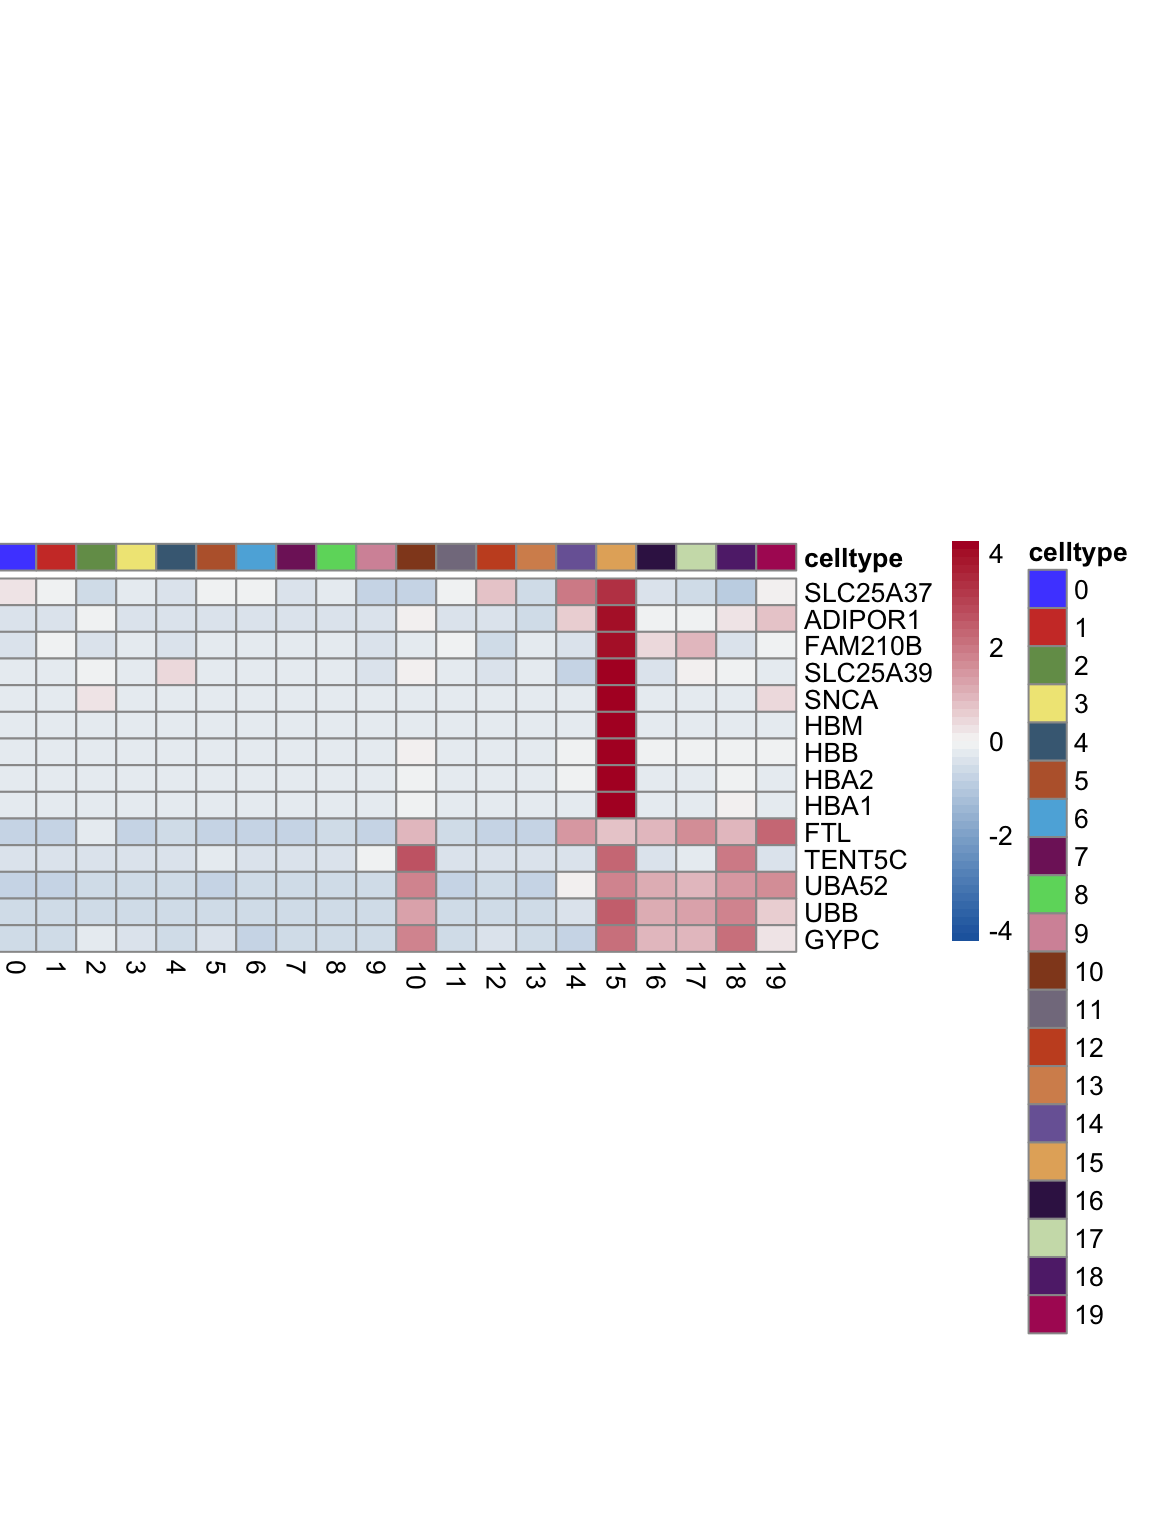 celltype
SLC25A37
ADIPOR1
FAM210B
SLC25A39
SNCA
HBM
HBB
HBA2
HBA1
FTL
TENT5C
UBA52
UBB
GYPC
0 1 2 3 4 5 6 7 8 9 10 11 12 13 14 15 16 17 18 19
4
2
0
-2
-4
celltype
0
1
2
3
4
5
6
7
8
9
10
11
12
13
14
15
16
17
18
19